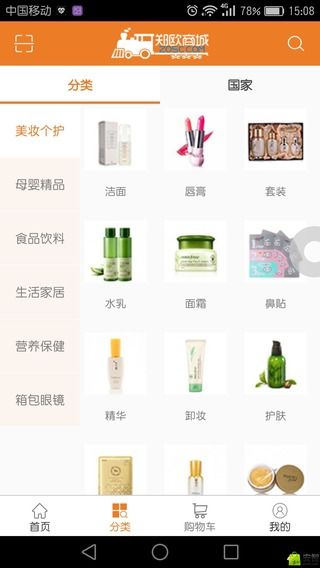 中国移动 4G 78% 15:08
郑欧商城
ZOSC.COM
分类 国家
美妆个护
母婴精品
食品饮料
生活家居
营养保健
箱包眼镜
洁面 唇膏 套装
水乳 面霜 鼻贴
精华 卸妆 护肤
首页 分类 购物车 我的